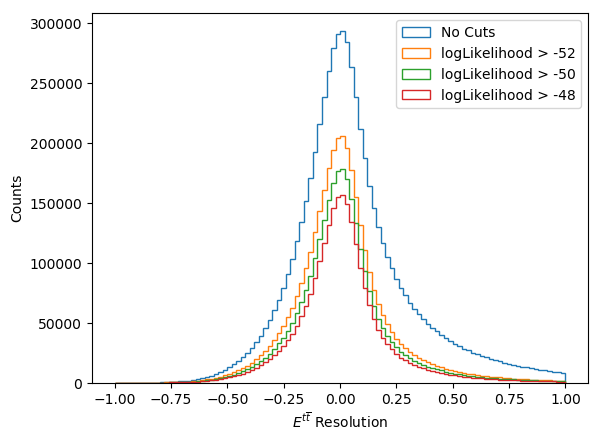 300000
250000
200000
150000
100000
50000
0
Counts
No Cuts
logLikelihood > -52
logLikelihood > -50
logLikelihood > -48
−1.00 −0.75 −0.50 −0.25 0.00 0.25 0.50 0.75 1.00
E^{tt̅} Resolution